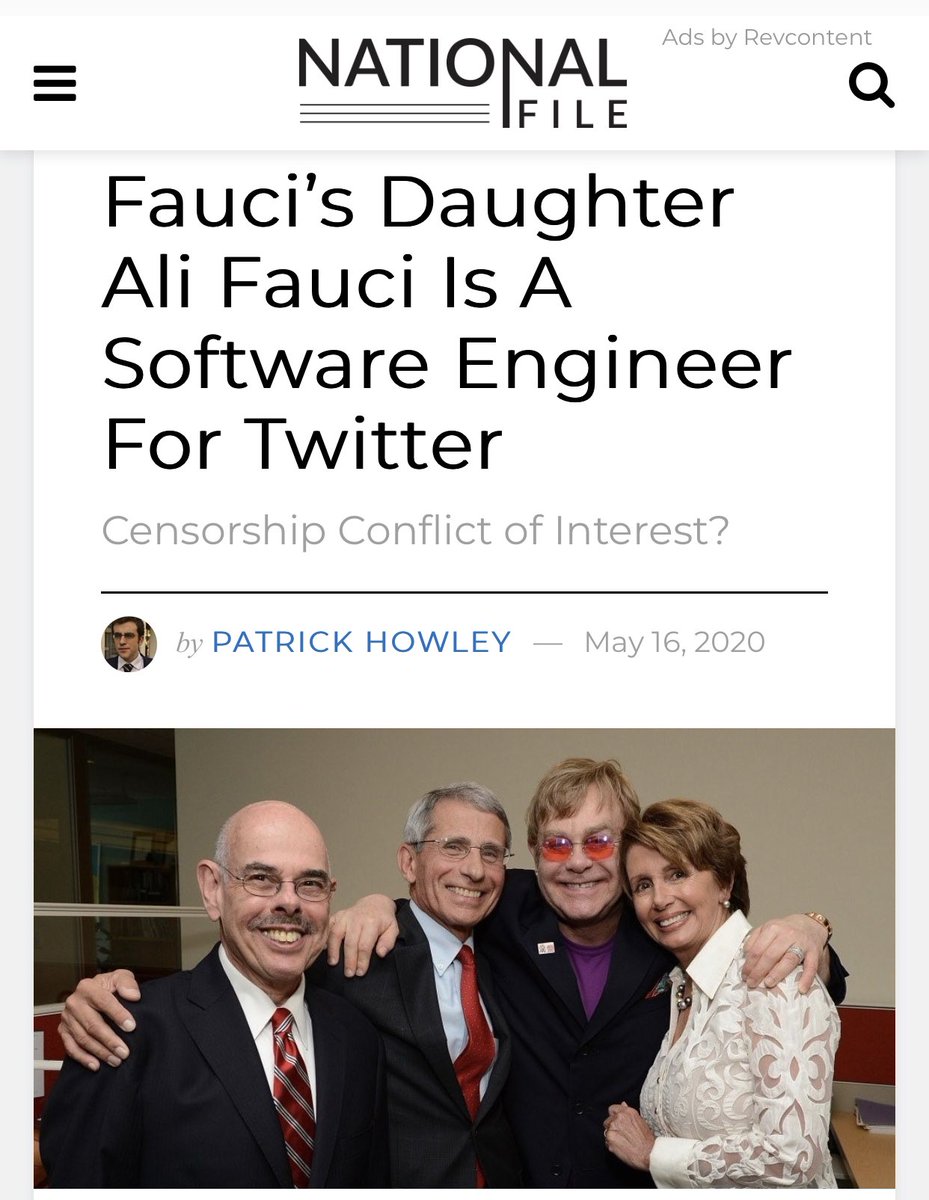 Ads by Revcontent
NATIONAL
FILE
Fauci’s Daughter
Ali Fauci Is A
Software Engineer
For Twitter
Censorship Conflict of Interest?
by PATRICK HOWLEY — May 16, 2020